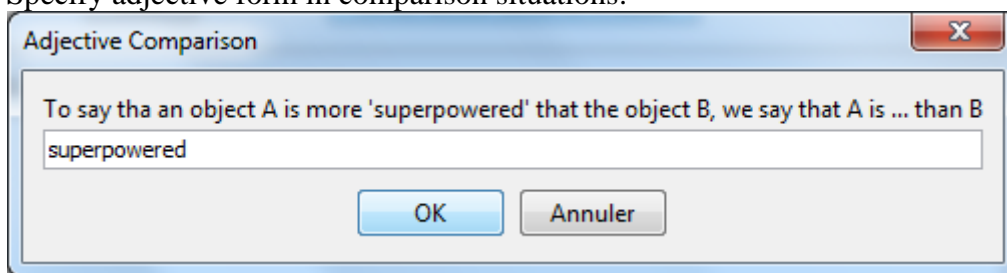 Specify adjective form in comparison situations:
Adjective Comparison
To say tha an object A is more 'superpowered' that the object B, we say that A is ... than B
superpowered
OK
Annuler